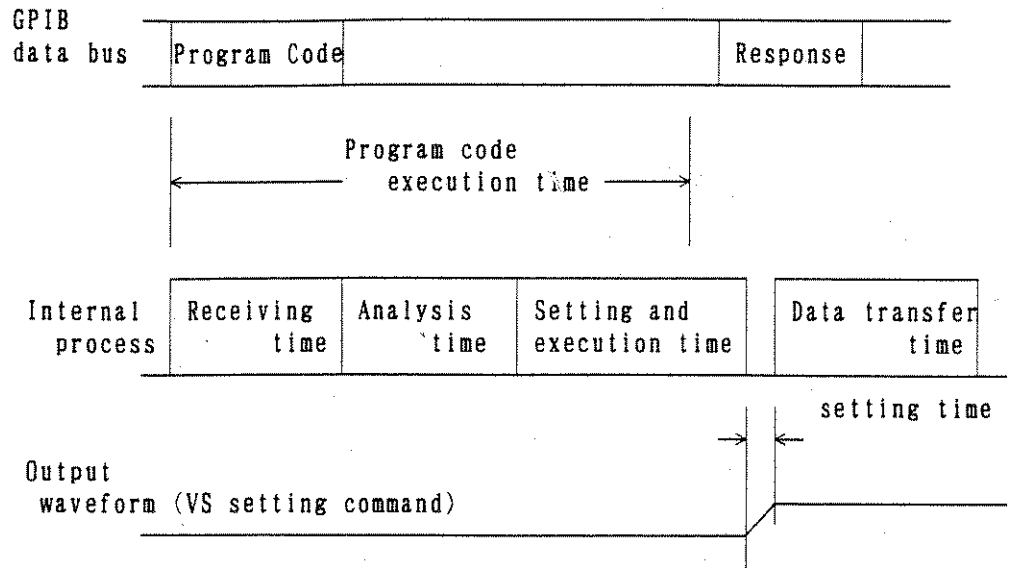 GPIB
data bus
Program Code
Response
Program code
execution time
Internal
process
Receiving
time
Analysis
time
Setting and
execution time
Data transfer
time
setting time
Output
waveform (VS setting command)